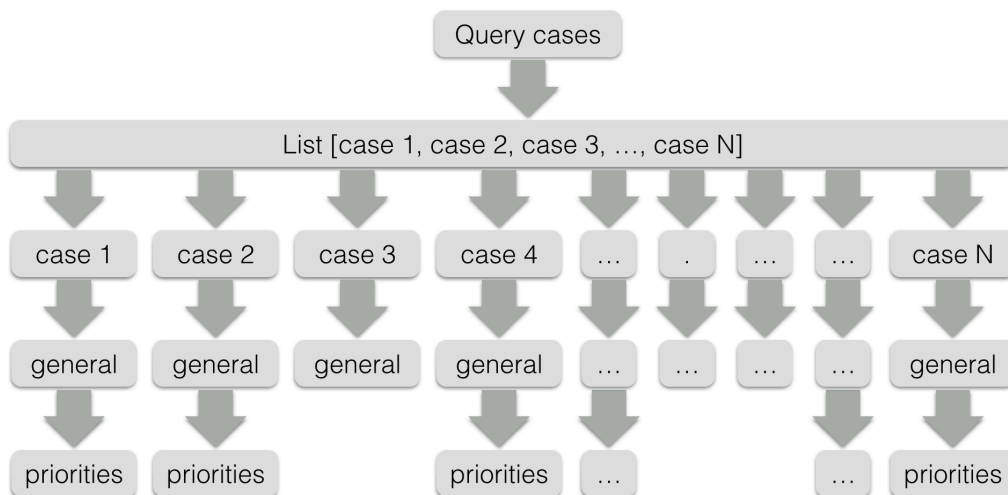 Query cases
List [case 1, case 2, case 3, …, case N]
case 1 case 2 case 3 case 4 … . … … case N
general general general general … … … … general
priorities priorities priorities … … priorities